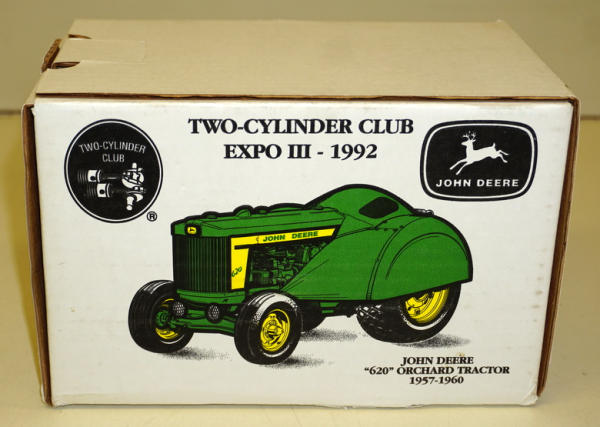 TWO-CYLINDER CLUB
EXPO III - 1992
TWO-CYLINDER
CLUB
®
JOHN DEERE
JOHN DEERE
620
JOHN DEERE
"620" ORCHARD TRACTOR
1957-1960